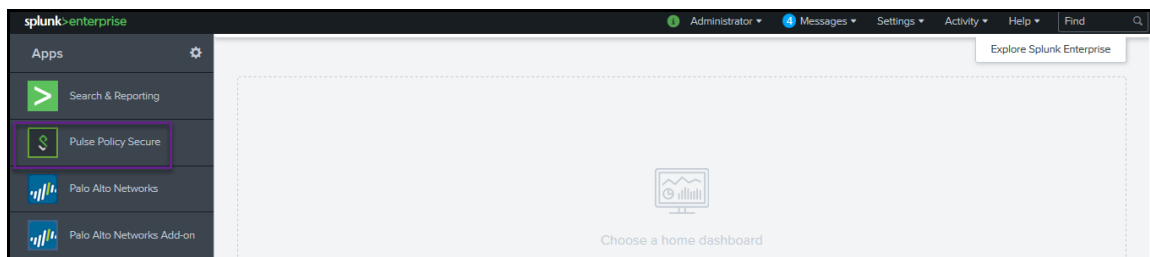 splunk>enterprise
i Administrator ▾ 4 Messages ▾ Settings ▾ Activity ▾ Help ▾ Find
Apps
Explore Splunk Enterprise
Search & Reporting
Pulse Policy Secure
Palo Alto Networks
Palo Alto Networks Add-on
Choose a home dashboard